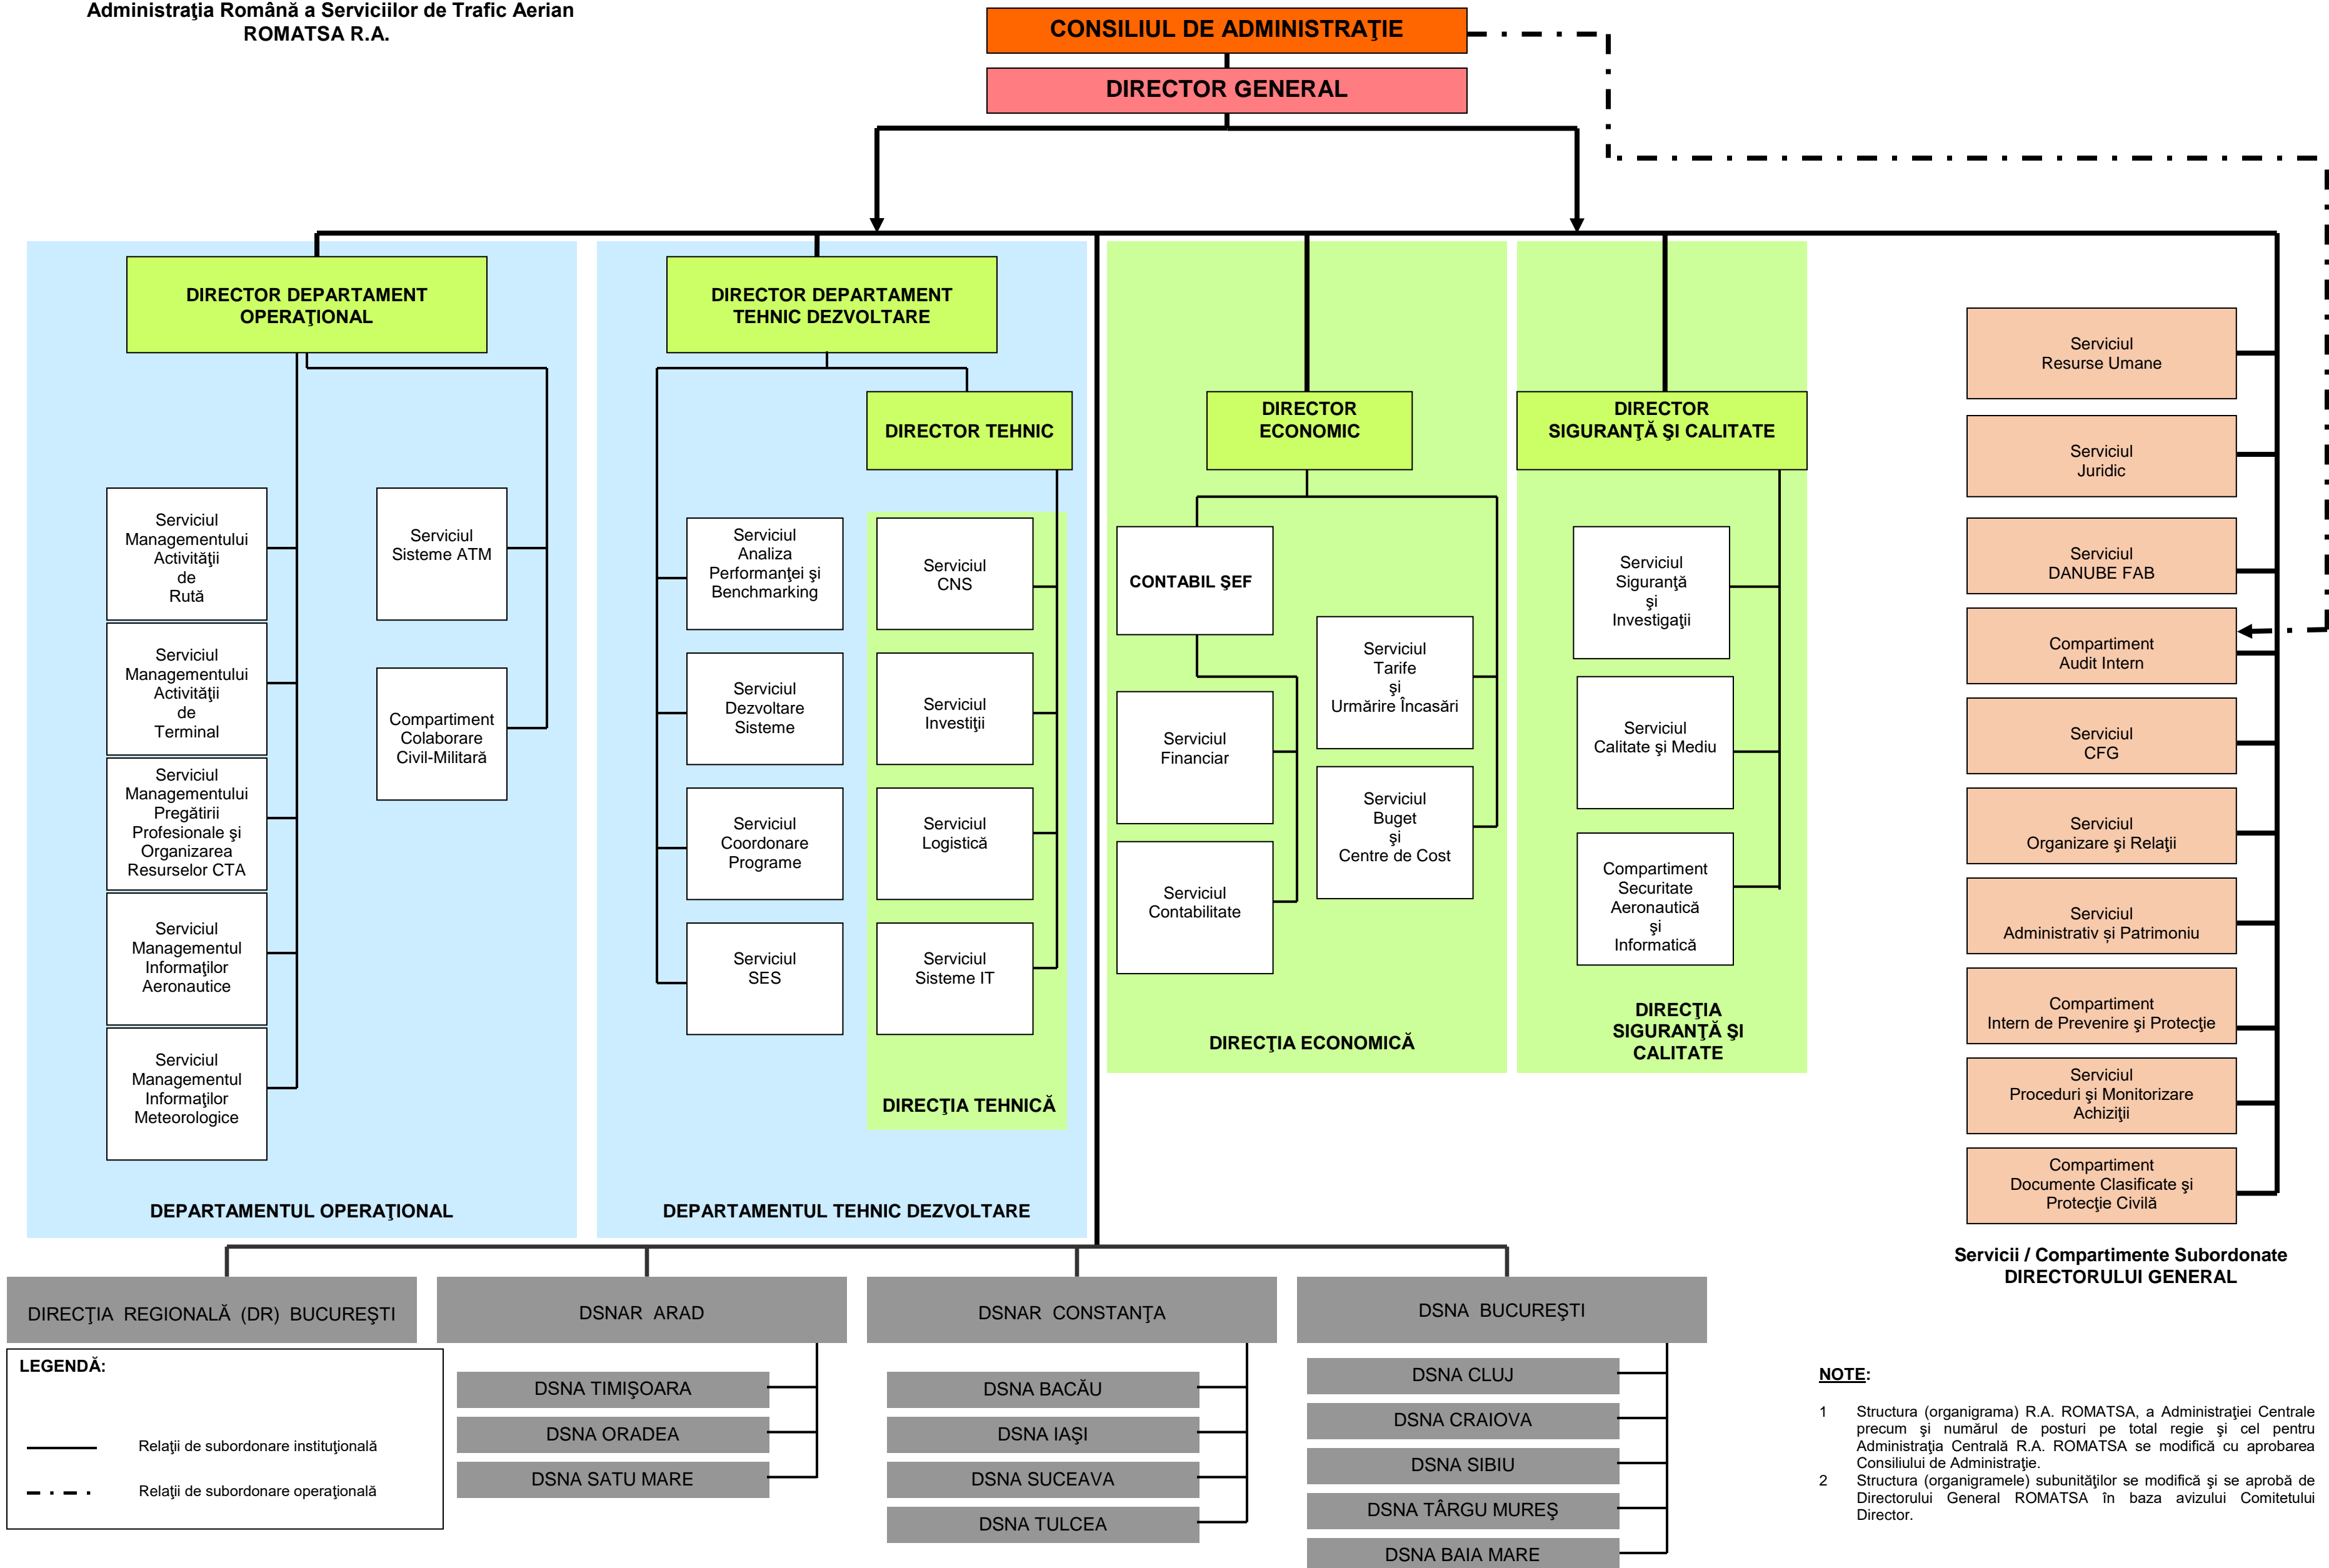 Administraţia Română a Serviciilor de Trafic Aerian
ROMATSA R.A.
CONSILIUL DE ADMINISTRAŢIE
DIRECTOR GENERAL
DIRECTOR DEPARTAMENT
OPERAŢIONAL
Serviciul
Managementului
Activităţii
de
Rută
Serviciul
Managementului
Activităţii
de
Terminal
Serviciul
Managementului
Pregătirii
Profesionale şi
Organizarea
Resurselor CTA
Serviciul
Managementul
Informaţilor
Aeronautice
Serviciul
Managementul
Informaţilor
Meteorologice
Serviciul
Sisteme ATM
Compartiment
Colaborare
Civil-Militară
DEPARTAMENTUL OPERAŢIONAL
DIRECTOR DEPARTAMENT
TEHNIC DEZVOLTARE
DIRECTOR TEHNIC
Serviciul
Analiza
Performanţei şi
Benchmarking
Serviciul
Dezvoltare
Sisteme
Serviciul
Coordonare
Programe
Serviciul
SES
Serviciul
CNS
Serviciul
Investiţii
Serviciul
Logistică
Serviciul
Sisteme IT
DIRECŢIA TEHNICĂ
DEPARTAMENTUL TEHNIC DEZVOLTARE
DIRECTOR
ECONOMIC
CONTABIL ŞEF
Serviciul
Financiar
Serviciul
Contabilitate
Serviciul
Tarife
şi
Urmărire Încasări
Serviciul
Buget
şi
Centre de Cost
DIRECŢIA ECONOMICĂ
DIRECTOR
SIGURANŢĂ ŞI CALITATE
Serviciul
Siguranţă
şi
Investigaţii
Serviciul
Calitate şi Mediu
Compartiment
Securitate
Aeronautică
şi
Informatică
DIRECŢIA
SIGURANŢĂ ŞI
CALITATE
Serviciul
Resurse Umane
Serviciul
Juridic
Serviciul
DANUBE FAB
Compartiment
Audit Intern
Serviciul
CFG
Serviciul
Organizare şi Relaţii
Serviciul
Administrativ și Patrimoniu
Compartiment
Intern de Prevenire şi Protecţie
Serviciul
Proceduri şi Monitorizare
Achiziţii
Compartiment
Documente Clasificate şi
Protecţie Civilă
Servicii / Compartimente Subordonate
DIRECTORULUI GENERAL
DIRECŢIA REGIONALĂ (DR) BUCUREŞTI
DSNAR ARAD
DSNA TIMIŞOARA
DSNA ORADEA
DSNA SATU MARE
DSNAR CONSTANŢA
DSNA BACĂU
DSNA IAŞI
DSNA SUCEAVA
DSNA TULCEA
DSNA BUCUREŞTI
DSNA CLUJ
DSNA CRAIOVA
DSNA SIBIU
DSNA TÂRGU MUREŞ
DSNA BAIA MARE
LEGENDĂ:
Relaţii de subordonare instituţională
Relaţii de subordonare operaţională
NOTE:
1 Structura (organigrama) R.A. ROMATSA, a Administraţiei Centrale
precum şi numărul de posturi pe total regie şi cel pentru
Administraţia Centrală R.A. ROMATSA se modifică cu aprobarea
Consiliului de Administraţie.
2 Structura (organigramele) subunităţilor se modifică şi se aprobă de
Directorului General ROMATSA în baza avizului Comitetului
Director.